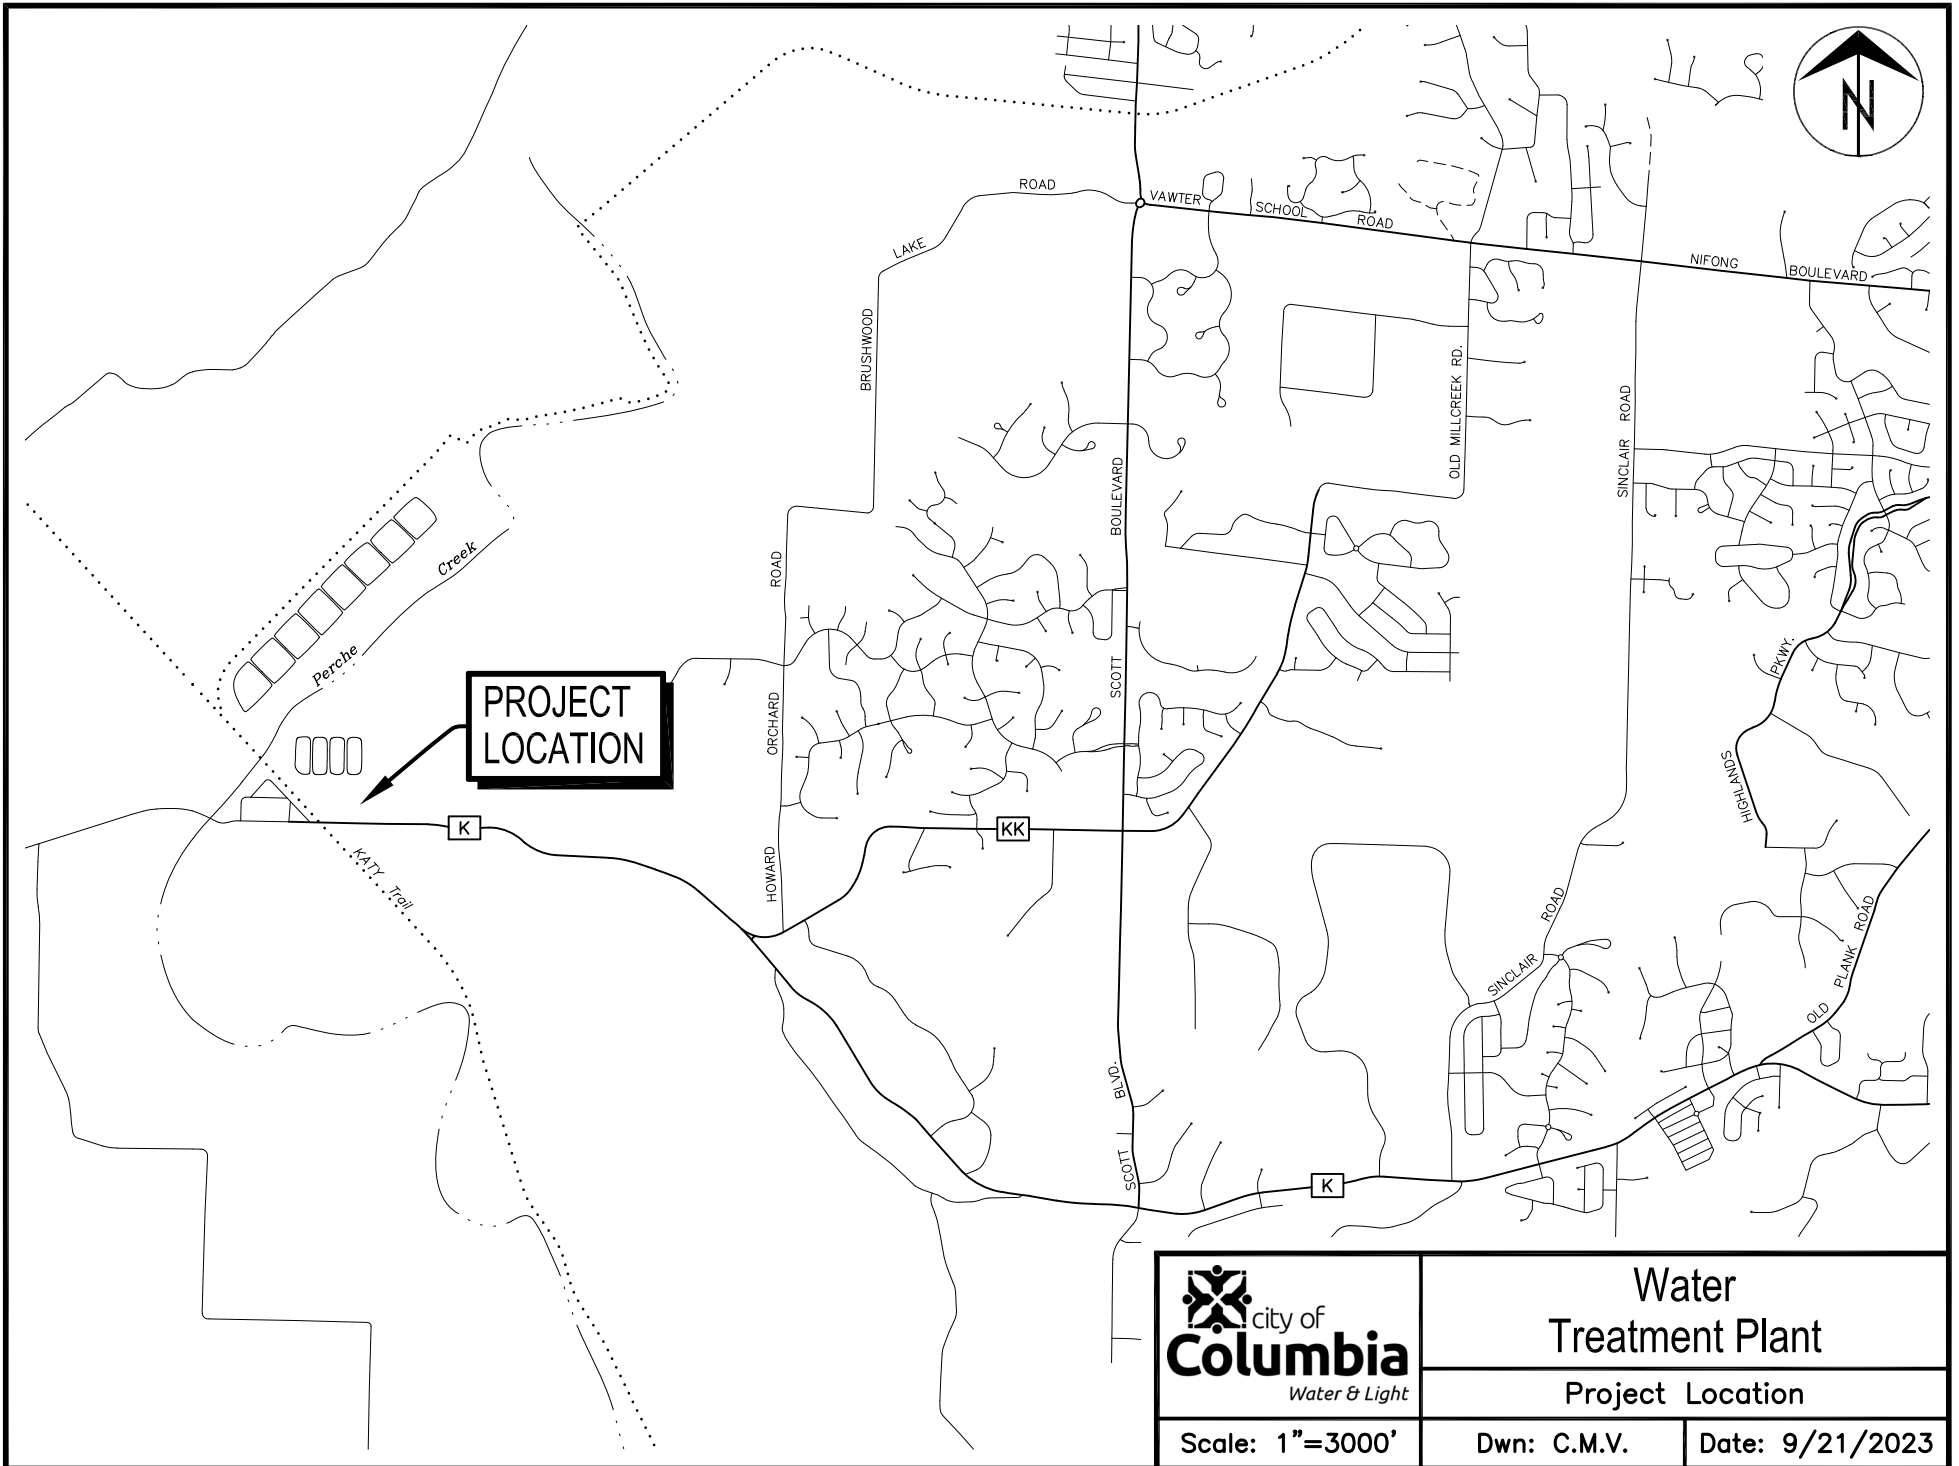 N
ROAD
VAWTER
SCHOOL
ROAD
LAKE
NIFONG
BOULEVARD
BRUSHWOOD
OLD MILLCREEK RD.
SINCLAIR ROAD
BOULEVARD
Creek
ROAD
Perche
SCOTT
PKWY.
PROJECT
LOCATION
ORCHARD
HIGHLANDS
K
KK
KATY Trail
HOWARD
ROAD
SINCLAIR
OLD PLANK ROAD
SCOTT BLVD.
K
city of
Columbia
Water & Light
Water
Treatment Plant
Project Location
Scale: 1"=3000'
Dwn: C.M.V.
Date: 9/21/2023